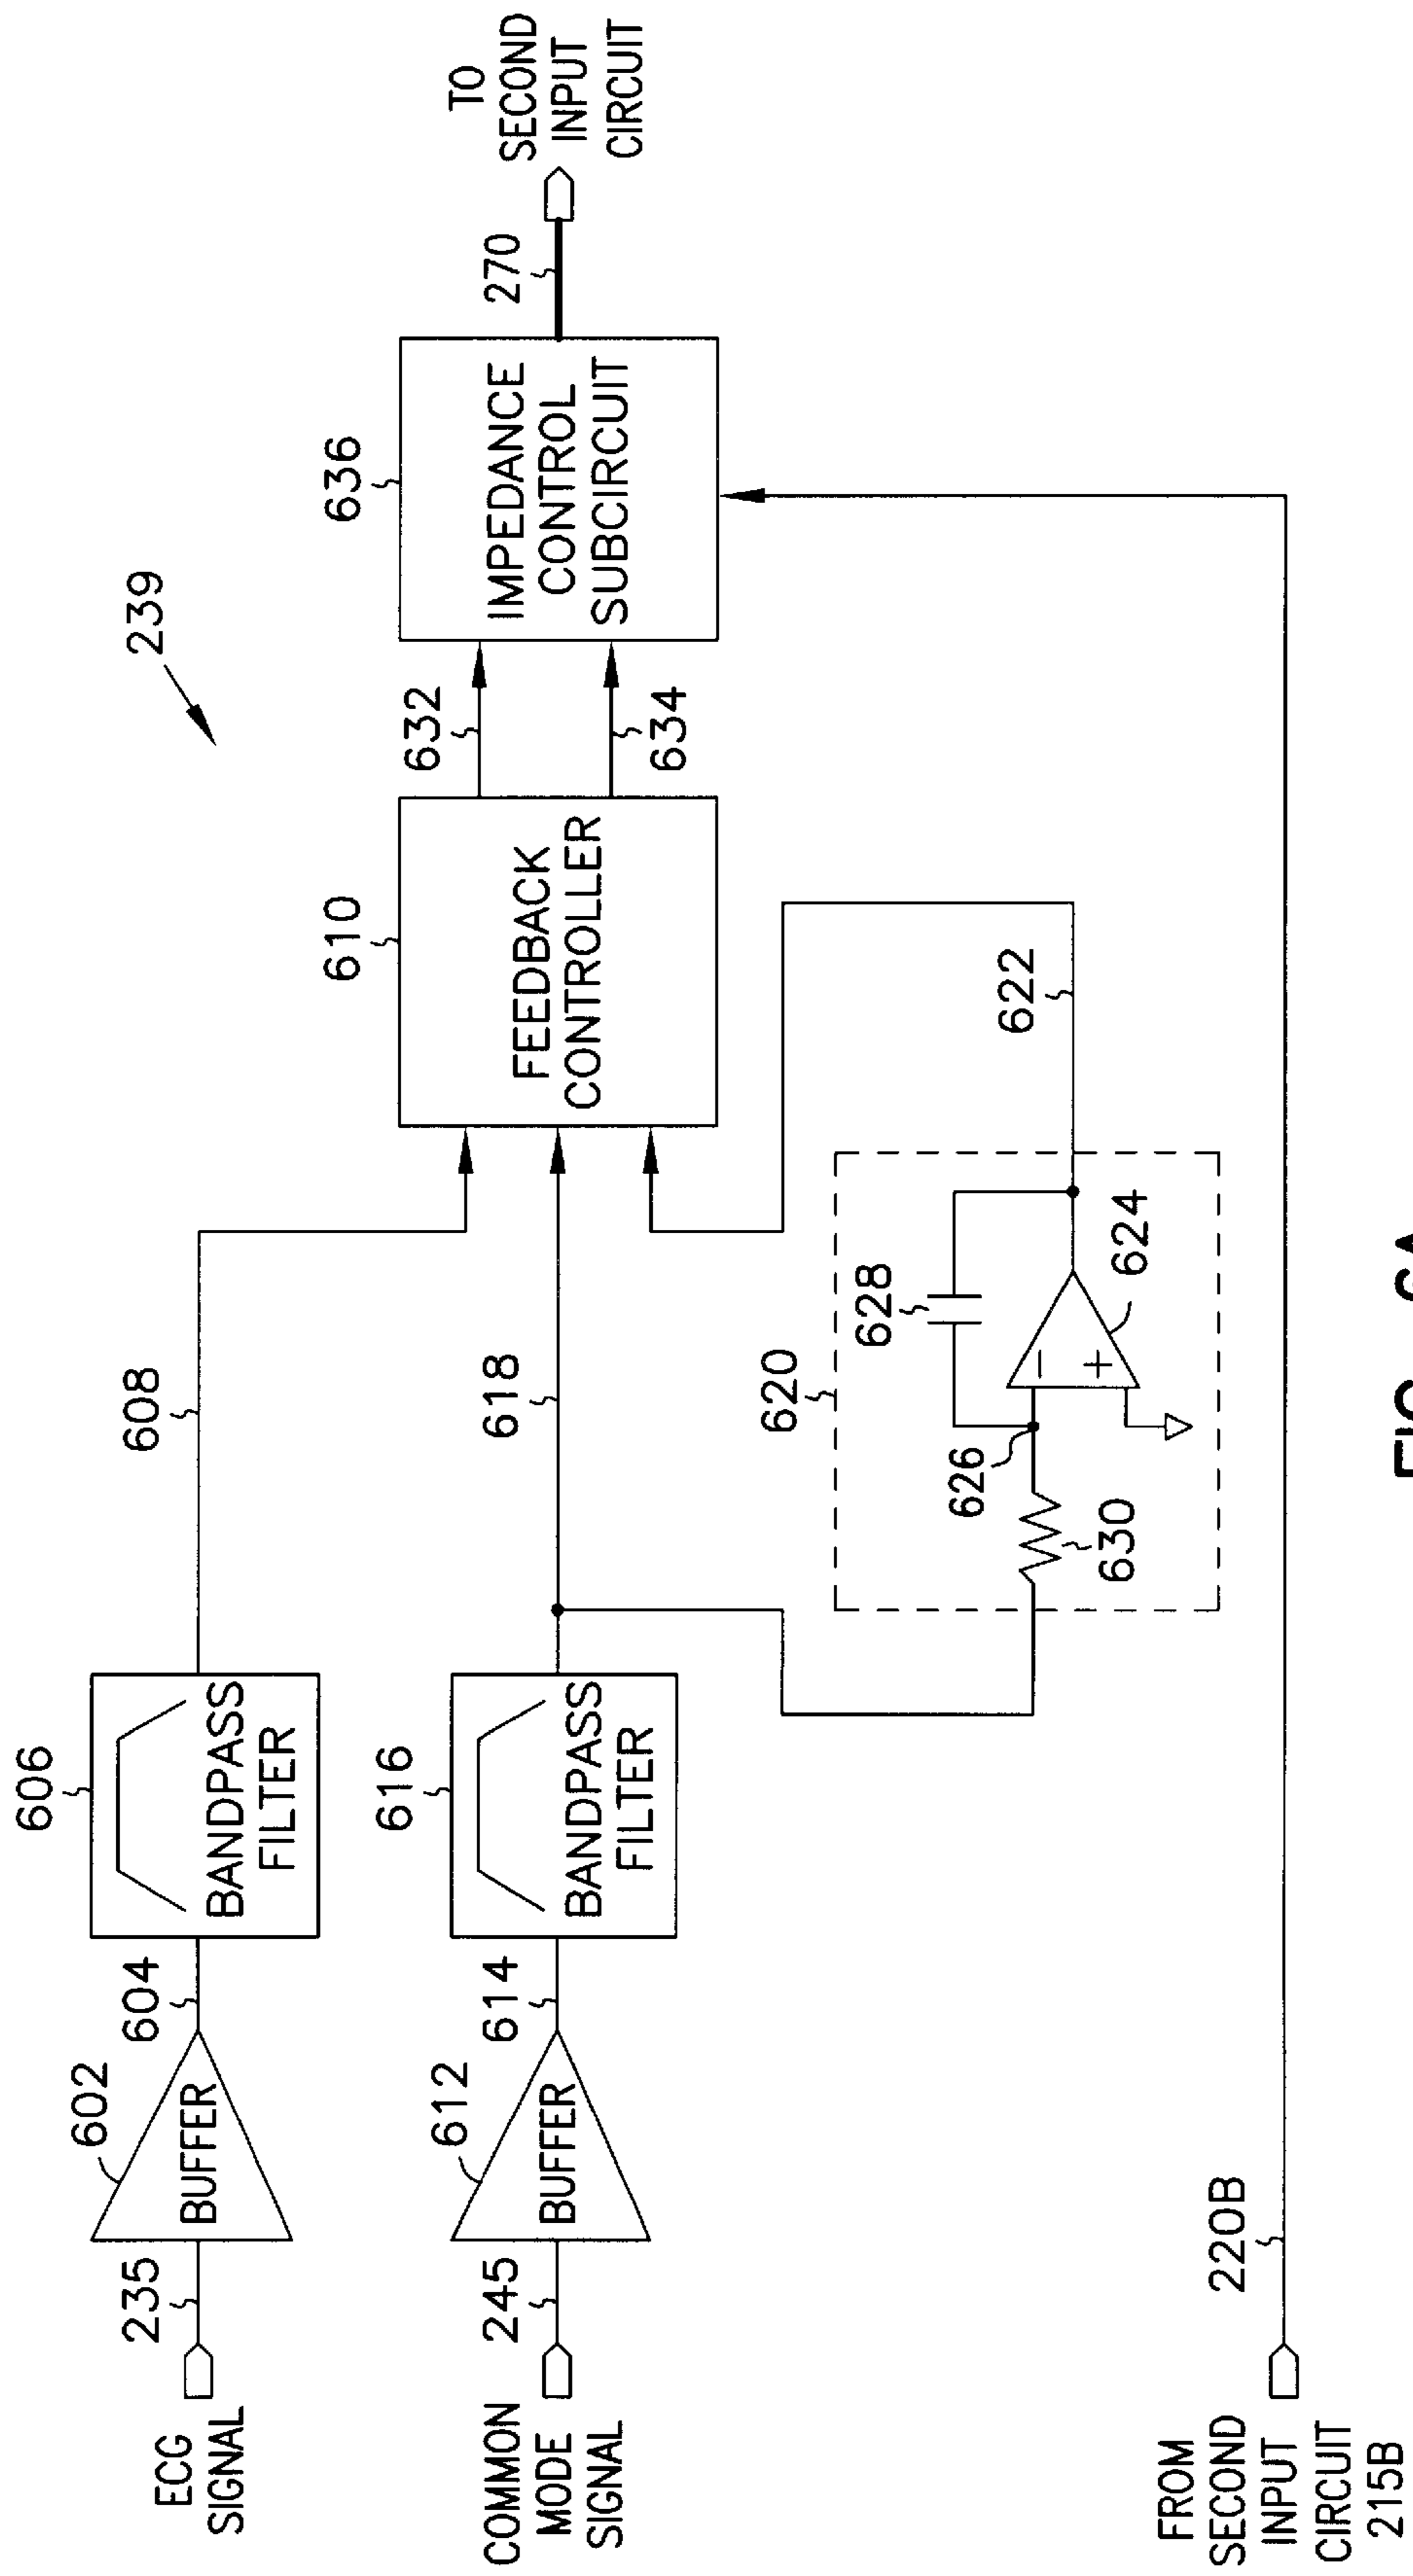 239
606
636
235
602
604
608
610
ECG
SIGNAL
BUFFER
BANDPASS
FILTER
632
270
TO
SECOND
INPUT
CIRCUIT
616
FEEDBACK
CONTROLLER
IMPEDANCE
CONTROL
SUBCIRCUIT
245
612
614
618
COMMON
MODE
SIGNAL
BUFFER
BANDPASS
FILTER
634
620
628
622
626
−
+
630
624
220B
FROM
SECOND
INPUT
CIRCUIT
215B